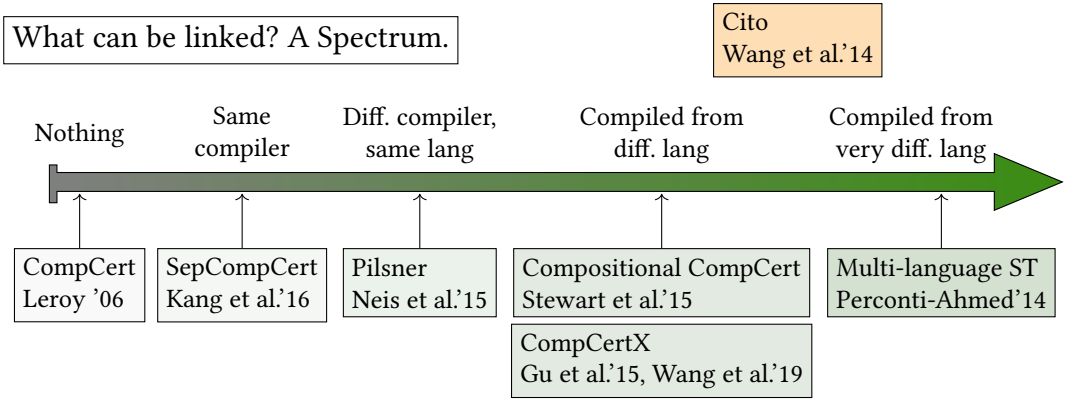 What can be linked? A Spectrum.
Cito
Wang et al.'14
Nothing
Same
compiler
Diff. compiler,
same lang
Compiled from
diff. lang
Compiled from
very diff. lang
CompCert
Leroy '06
SepCompCert
Kang et al.'16
Pilsner
Neis et al.'15
Compositional CompCert
Stewart et al.'15
CompCertX
Gu et al.'15, Wang et al.'19
Multi-language ST
Perconti-Ahmed'14